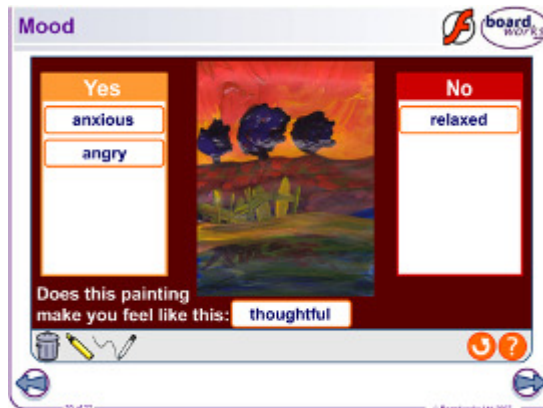 Mood
board
works
Yes
anxious
angry
No
relaxed
Does this painting
make you feel like this: thoughtful
?